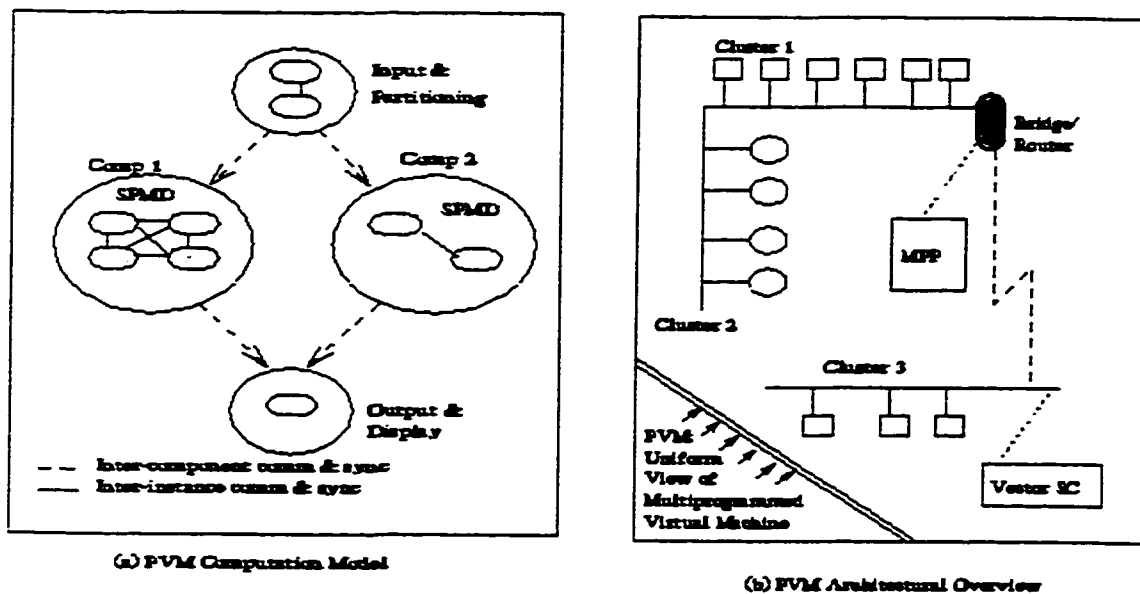 Input &
Partitioning
Comp 1
SPMD
Comp 2
SPMD
Output &
Display
Inter-component comm & sync
Inter-instance comm & sync
(a) PVM Computation Model
Cluster 1
Bridge/
Router
MPP
Cluster 2
Cluster 3
PVM:
Uniform
View of
Multiprogrammed
Virtual Machine
Vector SC
(b) PVM Architectural Overview